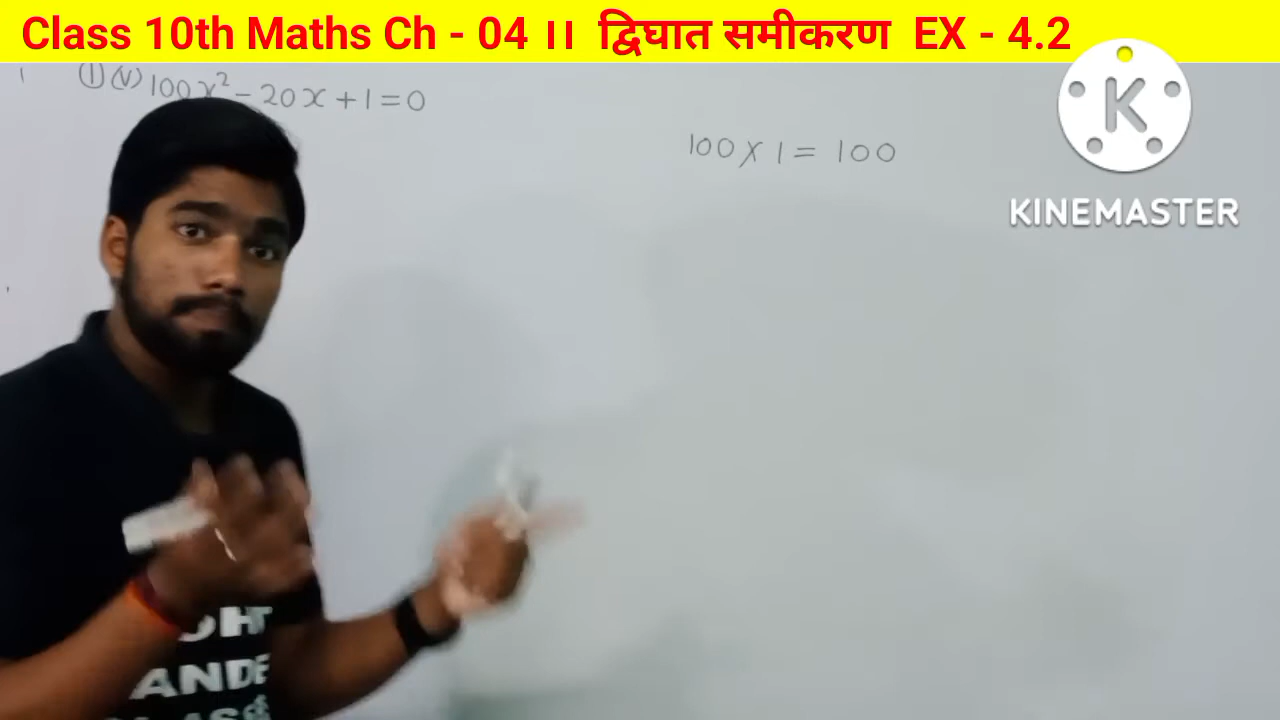 Class 10th Maths Ch - 04 ।। द्विघात समीकरण EX - 4.2
(1) (v) 100x² - 20x + 1 = 0
100 x 1 = 100
KINEMASTER